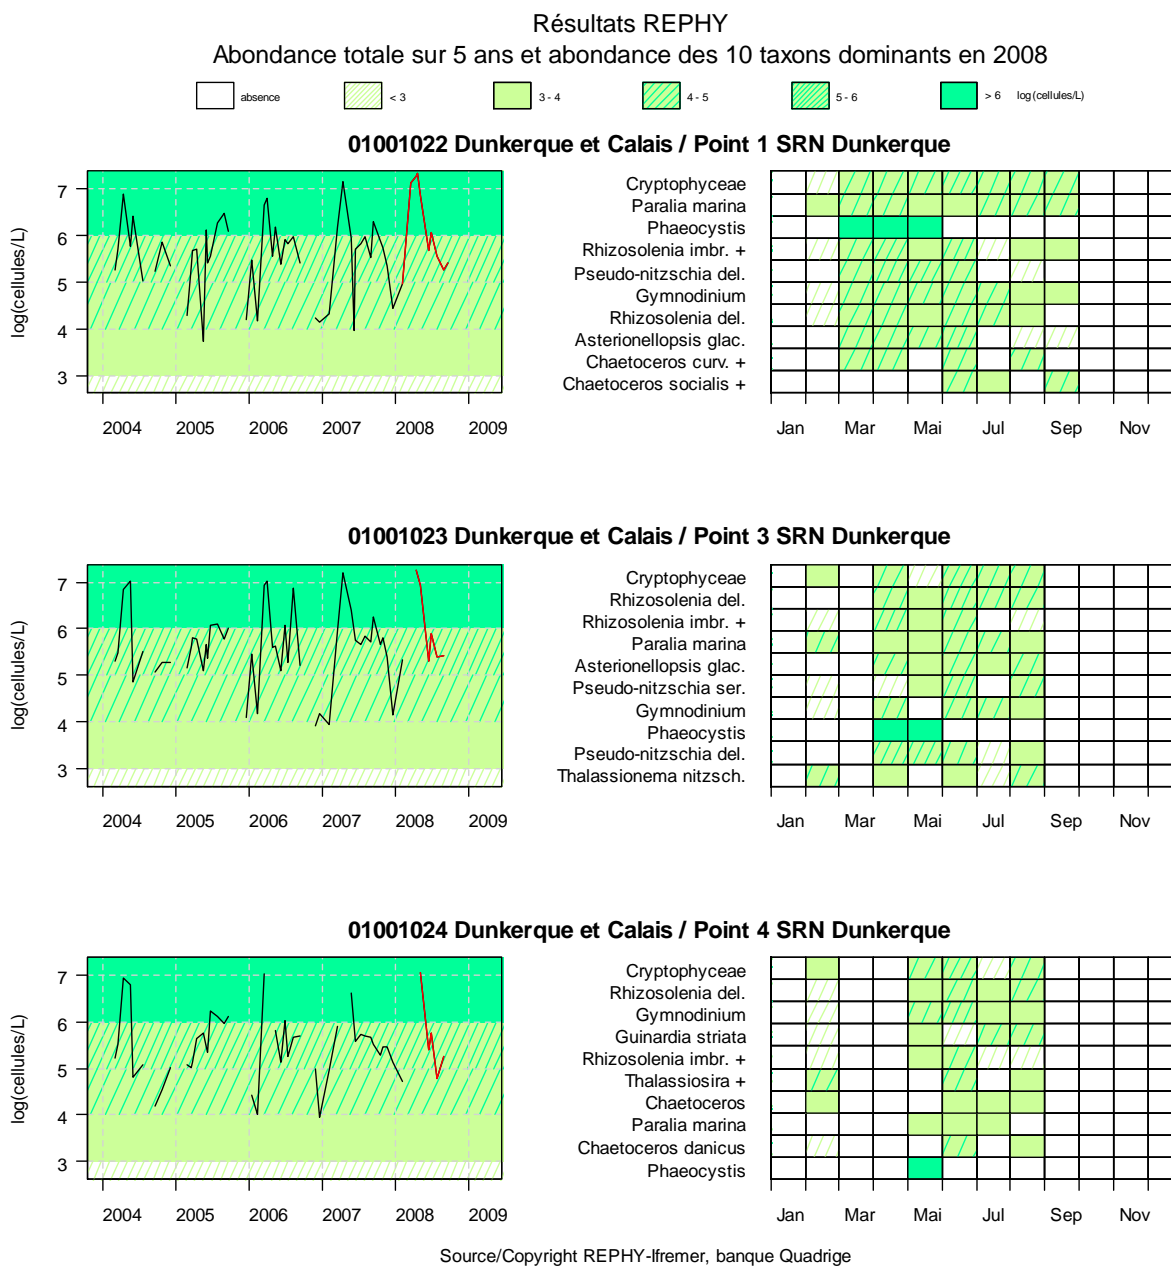 Résultats REPHY
Abondance totale sur 5 ans et abondance des 10 taxons dominants en 2008
absence < 3 3 - 4 4 - 5 5 - 6 > 6 log(cellules/L)
01001022 Dunkerque et Calais / Point 1 SRN Dunkerque
log(cellules/L)
7
6
5
4
3
2004 2005 2006 2007 2008 2009
Cryptophyceae
Paralia marina
Phaeocystis
Rhizosolenia imbr. +
Pseudo-nitzschia del.
Gymnodinium
Rhizosolenia del.
Asterionellopsis glac.
Chaetoceros curv. +
Chaetoceros socialis +
Jan Mar Mai Jul Sep Nov
01001023 Dunkerque et Calais / Point 3 SRN Dunkerque
log(cellules/L)
7
6
5
4
3
2004 2005 2006 2007 2008 2009
Cryptophyceae
Rhizosolenia del.
Rhizosolenia imbr. +
Paralia marina
Asterionellopsis glac.
Pseudo-nitzschia ser.
Gymnodinium
Phaeocystis
Pseudo-nitzschia del.
Thalassionema nitzsch.
Jan Mar Mai Jul Sep Nov
01001024 Dunkerque et Calais / Point 4 SRN Dunkerque
log(cellules/L)
7
6
5
4
3
2004 2005 2006 2007 2008 2009
Cryptophyceae
Rhizosolenia del.
Gymnodinium
Guinardia striata
Rhizosolenia imbr. +
Thalassiosira +
Chaetoceros
Paralia marina
Chaetoceros danicus
Phaeocystis
Jan Mar Mai Jul Sep Nov
Source/Copyright REPHY-Ifremer, banque Quadrige